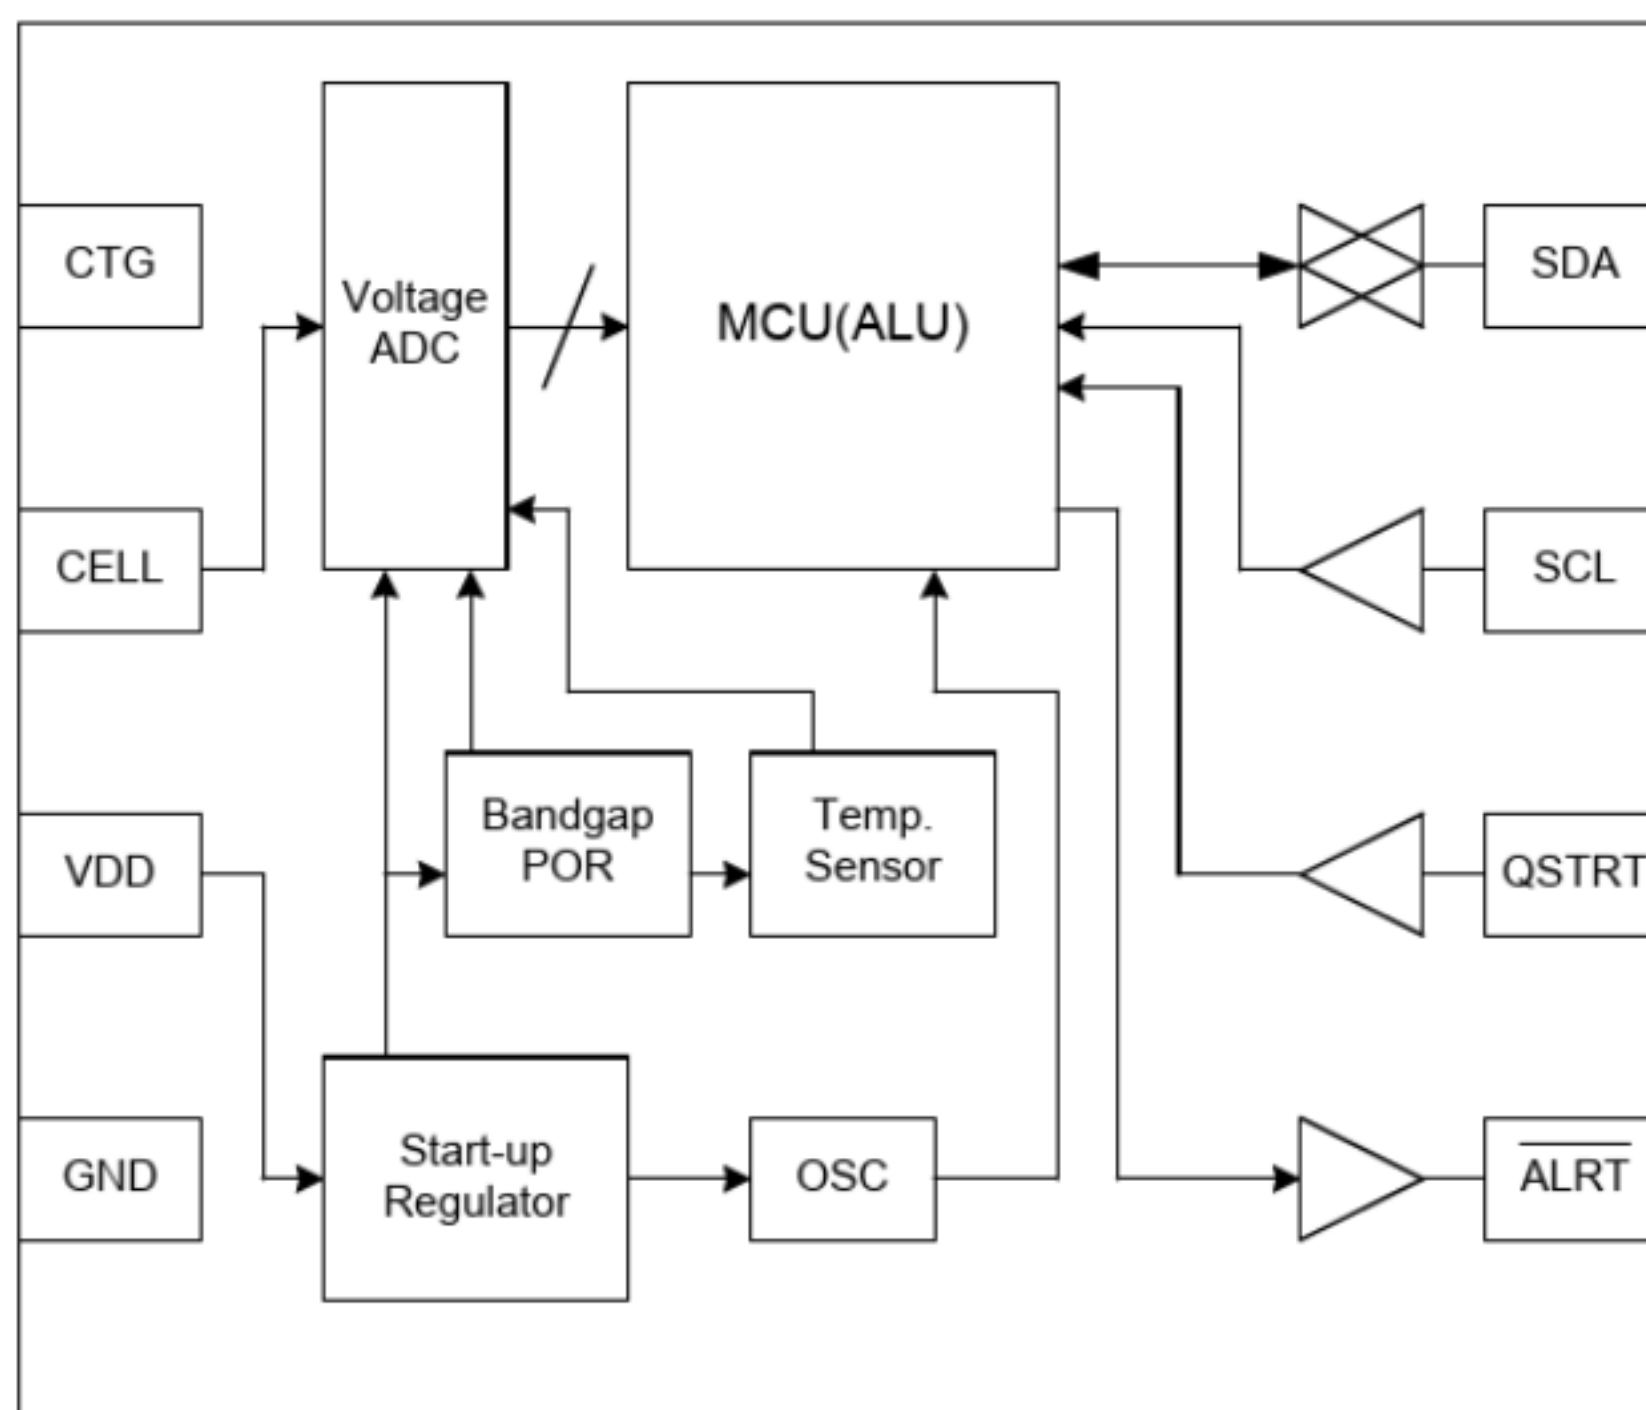 CTG
Voltage
ADC
MCU(ALU)
SDA
CELL
SCL
VDD
Bandgap
POR
Temp.
Sensor
QSTRT
GND
Start-up
Regulator
OSC
ALRT